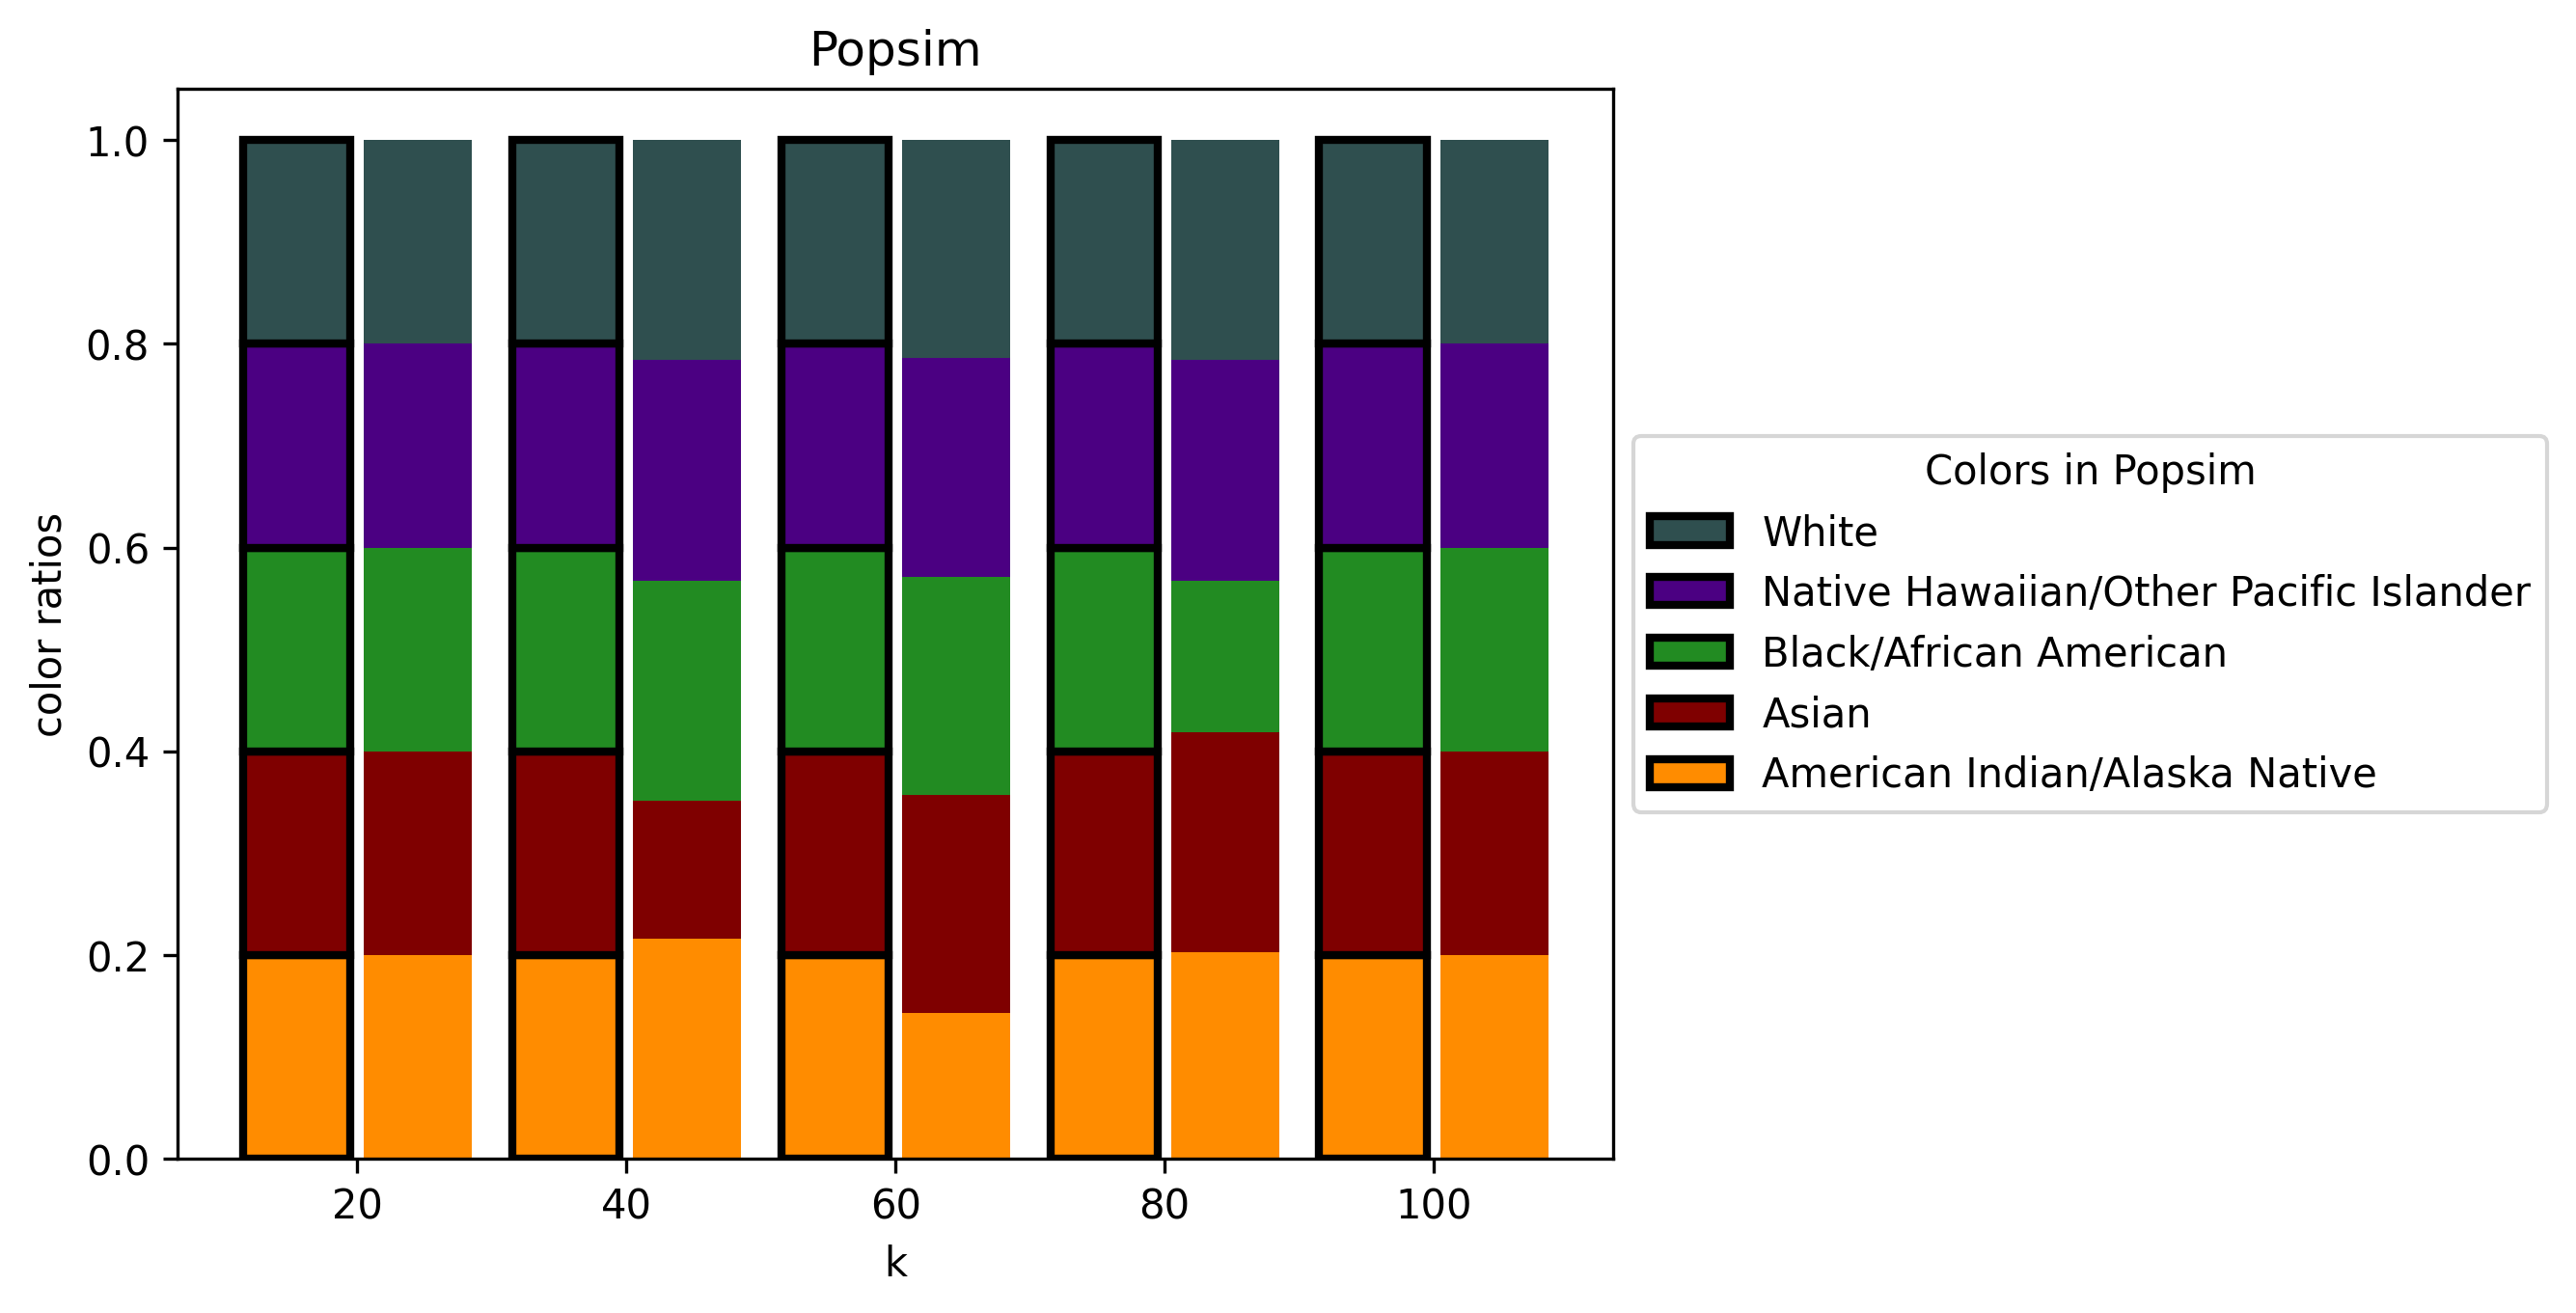 Popsim
1.0
0.8
0.6
0.4
0.2
0.0
color ratios
20 40 60 80 100
k
Colors in Popsim
White
Native Hawaiian/Other Pacific Islander
Black/African American
Asian
American Indian/Alaska Native